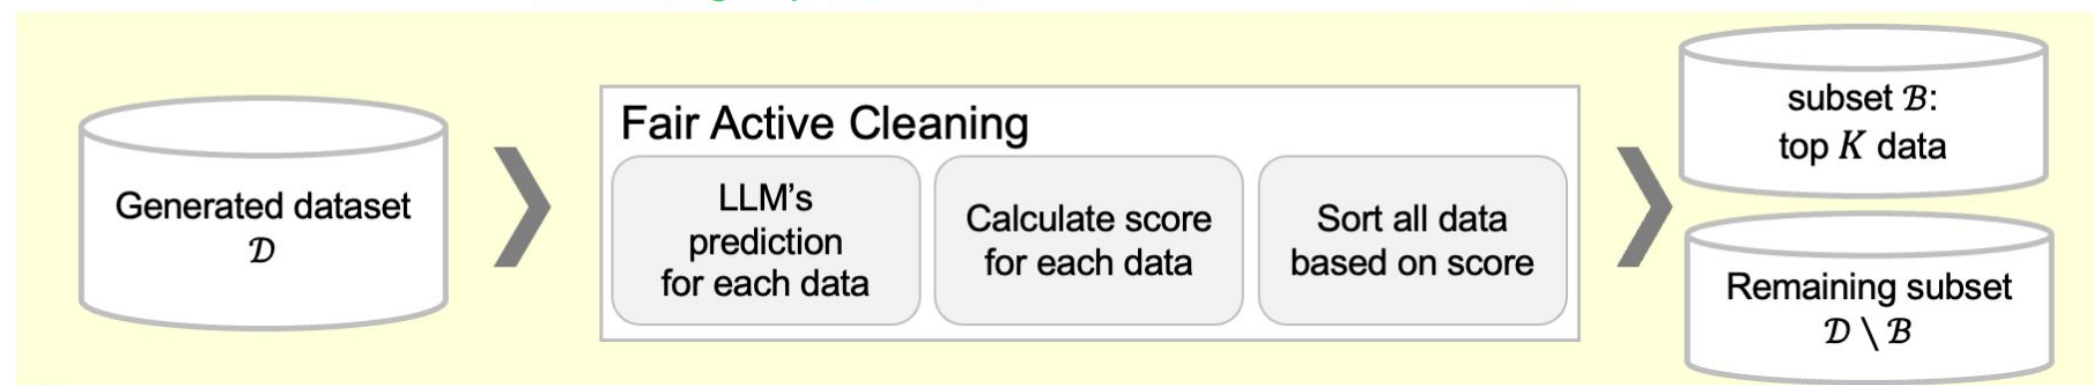 Generated dataset
𝒟
Fair Active Cleaning
LLM’s
prediction
for each data
Calculate score
for each data
Sort all data
based on score
subset ℬ:
top K data
Remaining subset
𝒟 \ ℬ